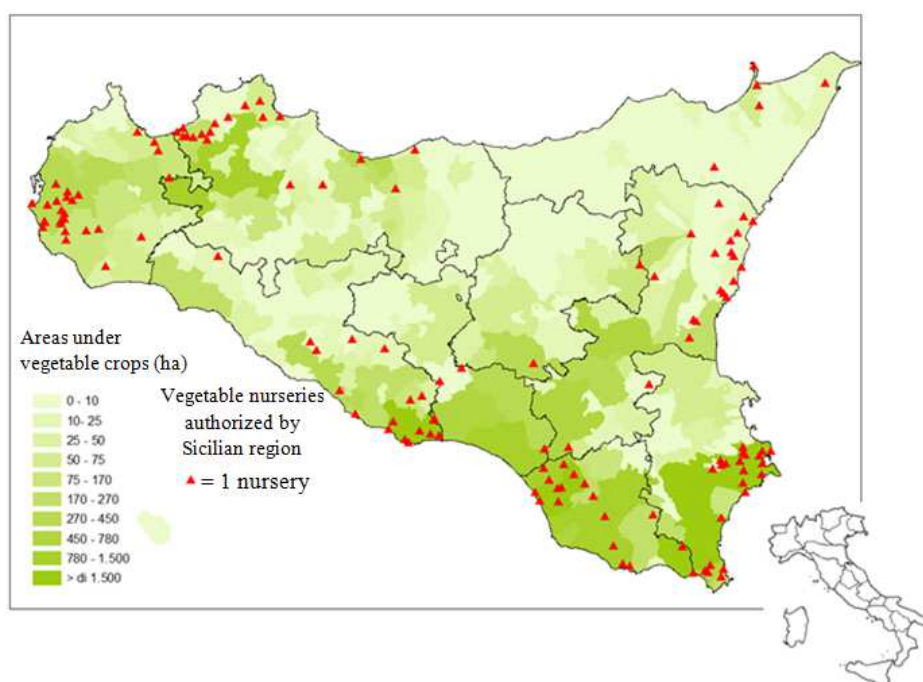 Areas under
vegetable crops (ha)
0 - 10
10- 25
25 - 50
50 - 75
75 - 170
170 - 270
270 - 450
450 - 780
780 - 1.500
> di 1.500
Vegetable nurseries
authorized by
Sicilian region
= 1 nursery